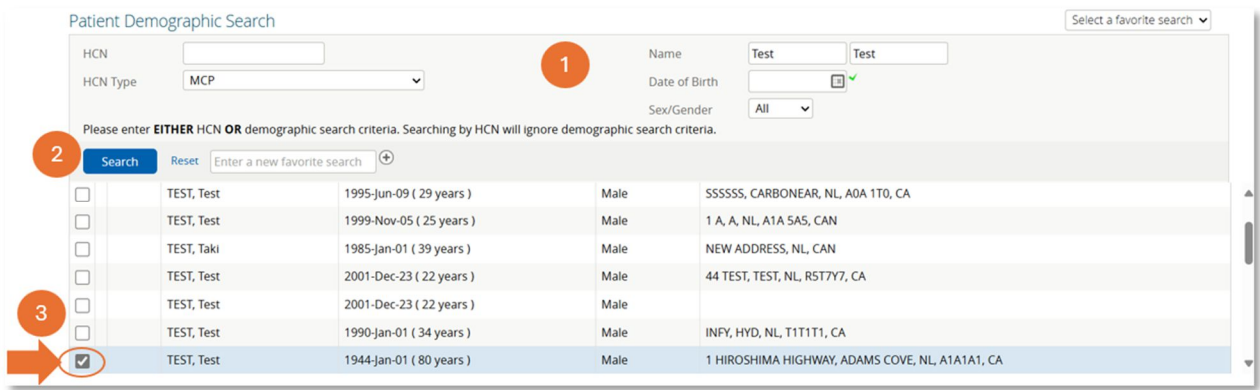 Patient Demographic Search
Select a favorite search
HCN
Name Test Test
HCN Type MCP
Date of Birth
Sex/Gender All
1
Please enter EITHER HCN OR demographic search criteria. Searching by HCN will ignore demographic search criteria.
2
Search Reset Enter a new favorite search
TEST, Test 1995-Jun-09 ( 29 years ) Male SSSSSS, CARBONEAR, NL, A0A 1T0, CA
TEST, Test 1999-Nov-05 ( 25 years ) Male 1 A, A, NL, A1A 5A5, CAN
TEST, Taki 1985-Jan-01 ( 39 years ) Male NEW ADDRESS, NL, CAN
TEST, Test 2001-Dec-23 ( 22 years ) Male 44 TEST, TEST, NL, R5T7Y7, CA
TEST, Test 2001-Dec-23 ( 22 years ) Male
3
TEST, Test 1990-Jan-01 ( 34 years ) Male INFY, HYD, NL, T1T1T1, CA
TEST, Test 1944-Jan-01 ( 80 years ) Male 1 HIROSHIMA HIGHWAY, ADAMS COVE, NL, A1A1A1, CA